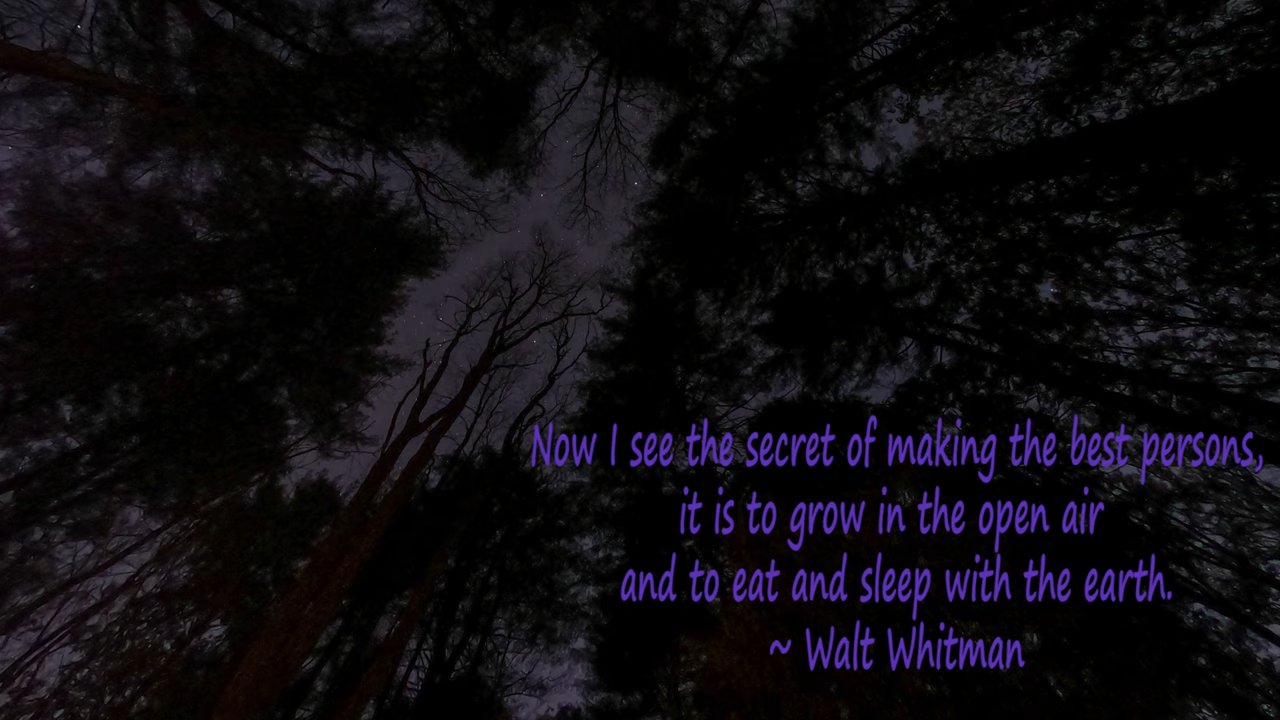 Now I see the secret of making the best persons,
it is to grow in the open air
and to eat and sleep with the earth.
~ Walt Whitman